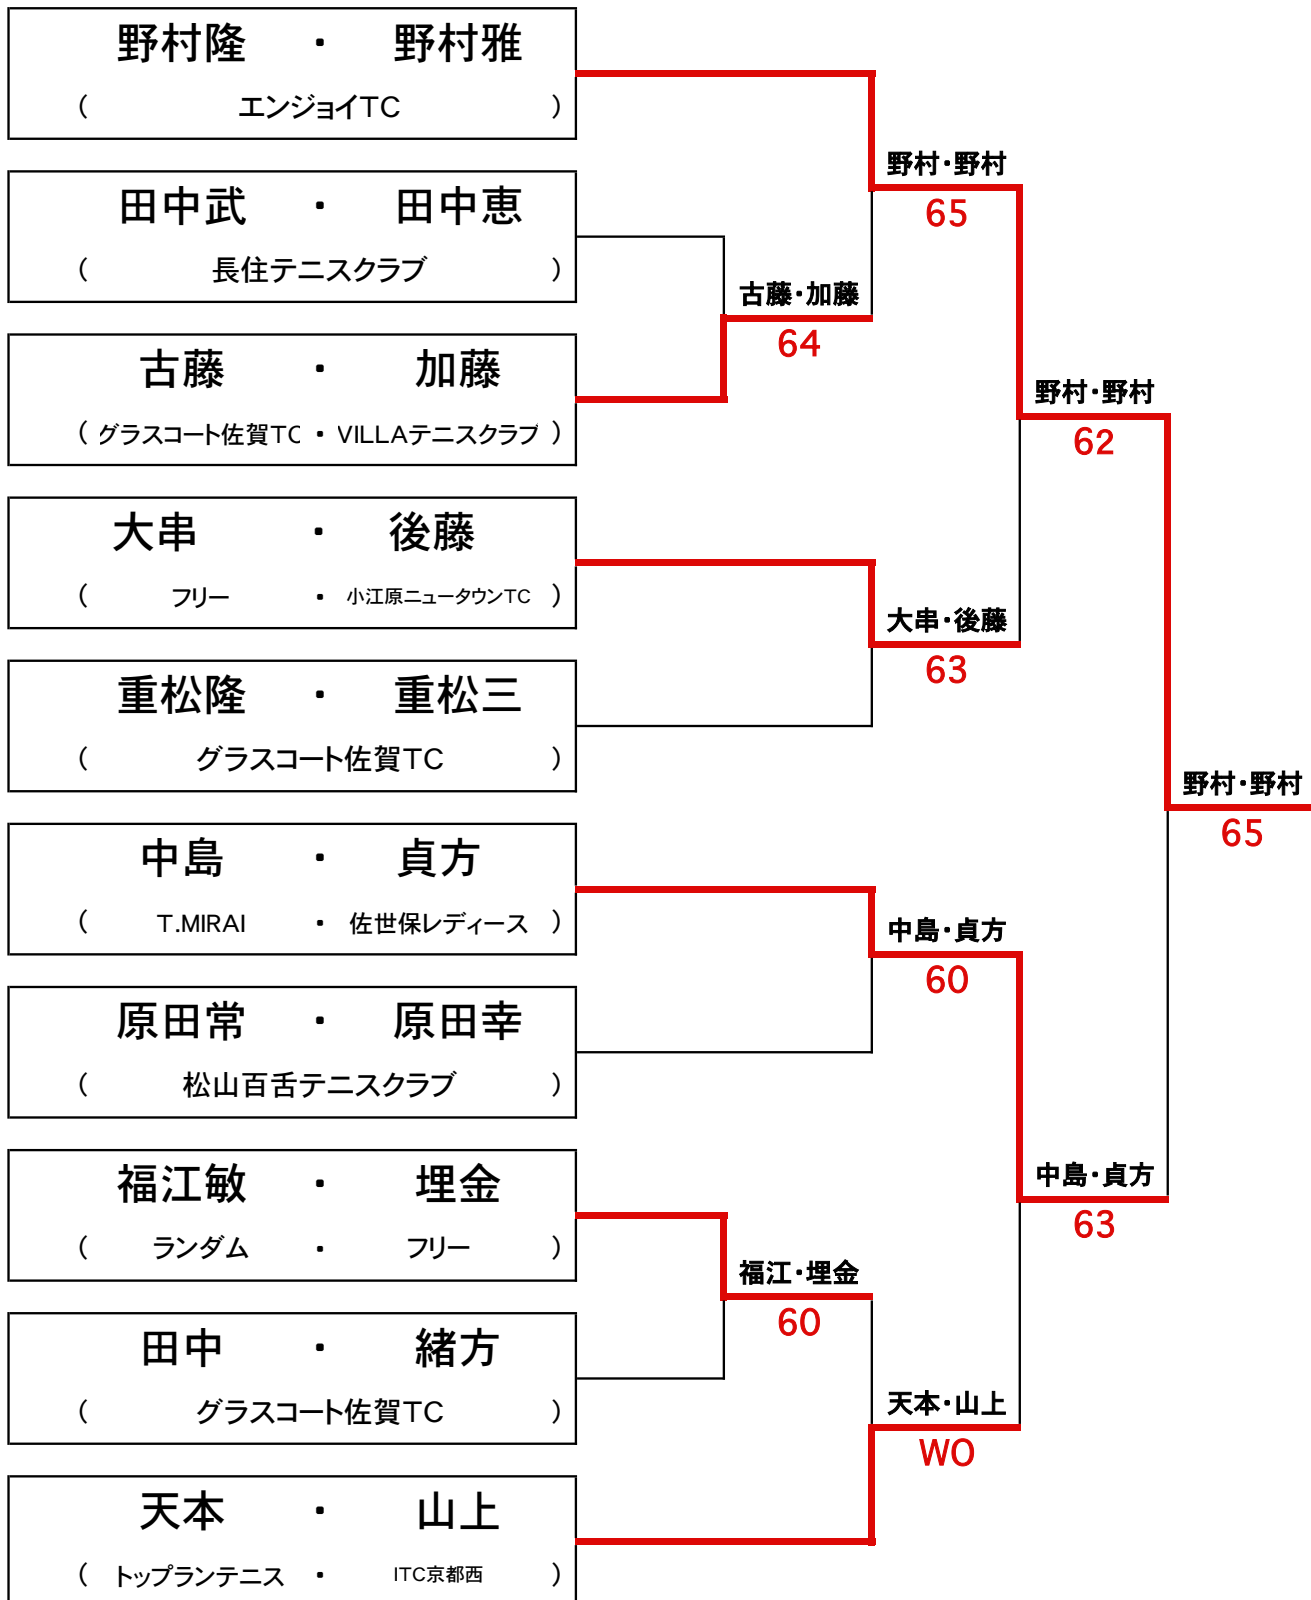 野村隆 ・ 野村雅
( エンジョイTC )
田中武 ・ 田中恵
( 長住テニスクラブ )
古藤 ・ 加藤
( グラスコート佐賀TC ・ VILLAテニスクラブ )
大串 ・ 後藤
( フリー ・ 小江原ニュータウンTC )
重松隆 ・ 重松三
( グラスコート佐賀TC )
中島 ・ 貞方
( T.MIRAI ・ 佐世保レディース )
原田常 ・ 原田幸
( 松山百舌テニスクラブ )
福江敏 ・ 埋金
( ランダム ・ フリー )
田中 ・ 緒方
( グラスコート佐賀TC )
天本 ・ 山上
( トップランテニス ・ ITC京都西 )
古藤・加藤
64
福江・埋金
60
野村・野村
65
大串・後藤
63
中島・貞方
60
天本・山上
WO
野村・野村
62
中島・貞方
63
野村・野村
65